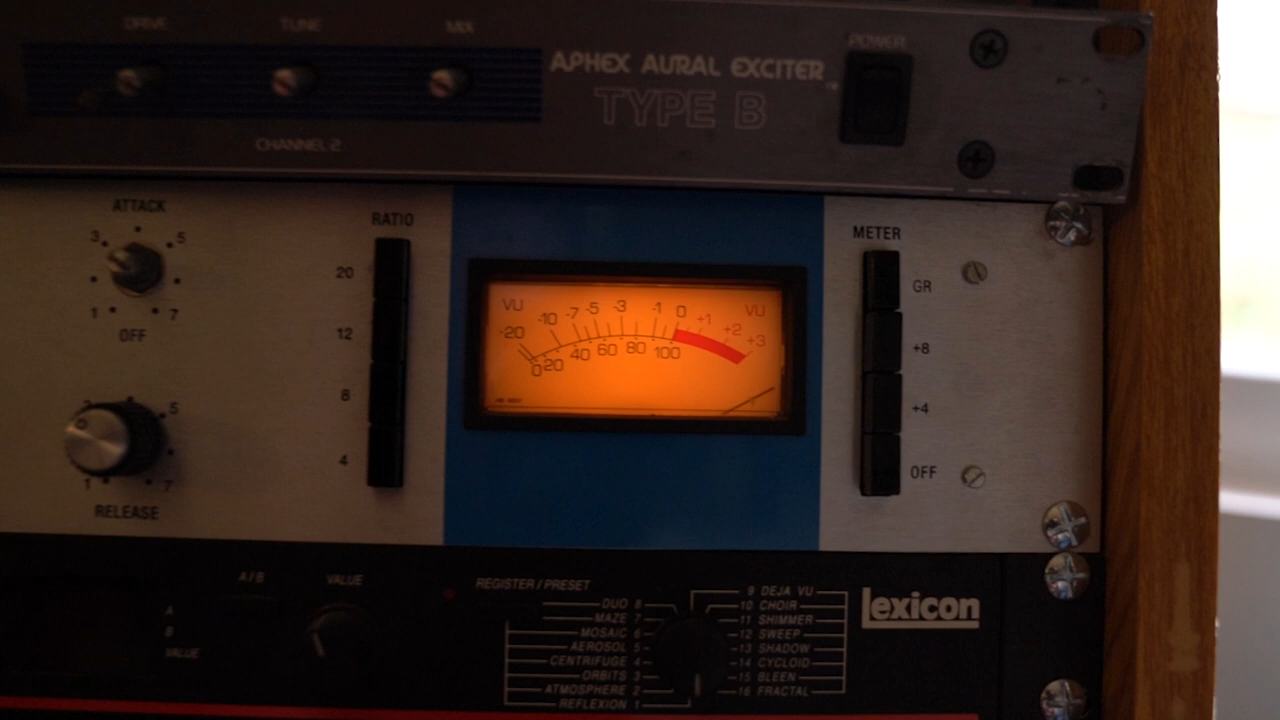 DRIVE TUNE MIX POWER
APHEX AURAL EXCITER
TYPE B
CHANNEL 2
ATTACK
3 5
1 7
OFF
5
1 7
RELEASE
RATIO
20
12
8
4
VU VU
-20 -10 -7 -5 -3 -1 0 +1 +2 +3
0 20 40 60 80 100
METER
GR
+8
+4
OFF
A/B VALUE
A
B
VALUE
REGISTER / PRESET
DUO 8
MAZE 7
MOSAIC 6
AEROSOL 5
CENTRIFUGE 4
ORBITS 3
ATMOSPHERE 2
REFLEXION 1
9 DEJA VU
10 CHOIR
11 SHIMMER
12 SWEEP
13 SHADOW
14 CYCLOID
15 BLEEN
16 FRACTAL
lexicon